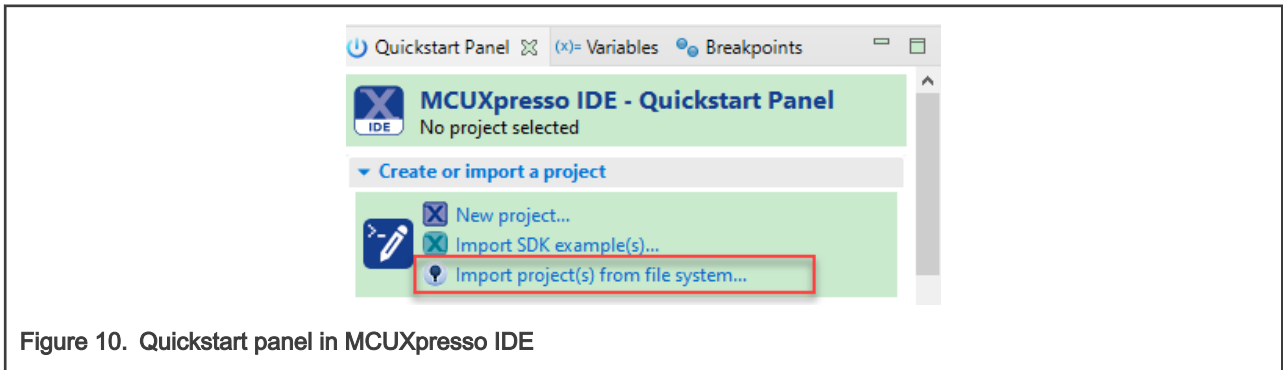 Quickstart Panel (x)= Variables Breakpoints
MCUXpresso IDE - Quickstart Panel
IDE
No project selected
Create or import a project
New project...
Import SDK example(s)...
Import project(s) from file system...
Figure 10. Quickstart panel in MCUXpresso IDE